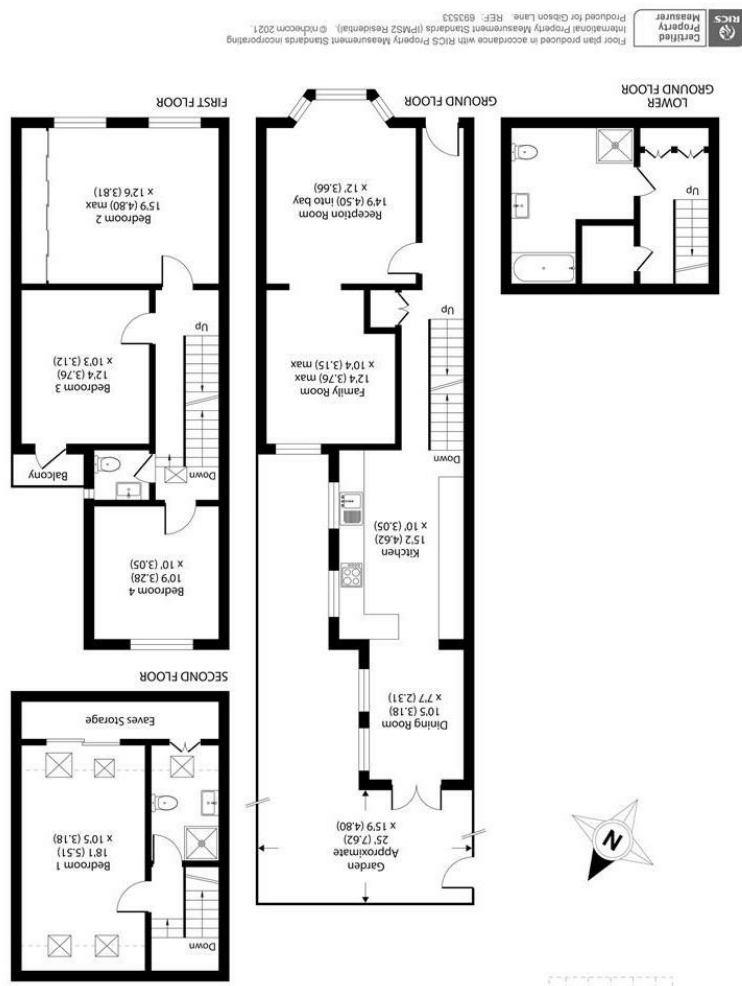 Garden
25' (7.62)
x 15'9 (4.80)
Approximate
Dining Room
10'5 (3.18)
x 7'7 (2.31)
Kitchen
15'2 (4.62)
x 10' (3.05)
Down
Family Room
12'4 (3.76) max
x 10'4 (3.15) max
Up
Reception Room
14'9 (4.50) into bay
x 12' (3.66)
GROUND FLOOR
Down
Bedroom 1
18'1 (5.51)
x 10'5 (3.18)
Eaves Storage
SECOND FLOOR
Bedroom 4
10'9 (3.28)
x 10' (3.05)
Down
Balcony
Bedroom 3
12'4 (3.76)
x 10'3 (3.12)
Up
Bedroom 2
15'9 (4.80) max
x 12'6 (3.81)
FIRST FLOOR
Up
LOWER
GROUND FLOOR
N
RICS
Certified
Property
Measurer
Floor plan produced in accordance with RICS Property Measurement Standards incorporating
International Property Measurement Standards (IPMS2 Residential). ©nichecom 2021.
Produced for Gibson Lane. REF: 693533